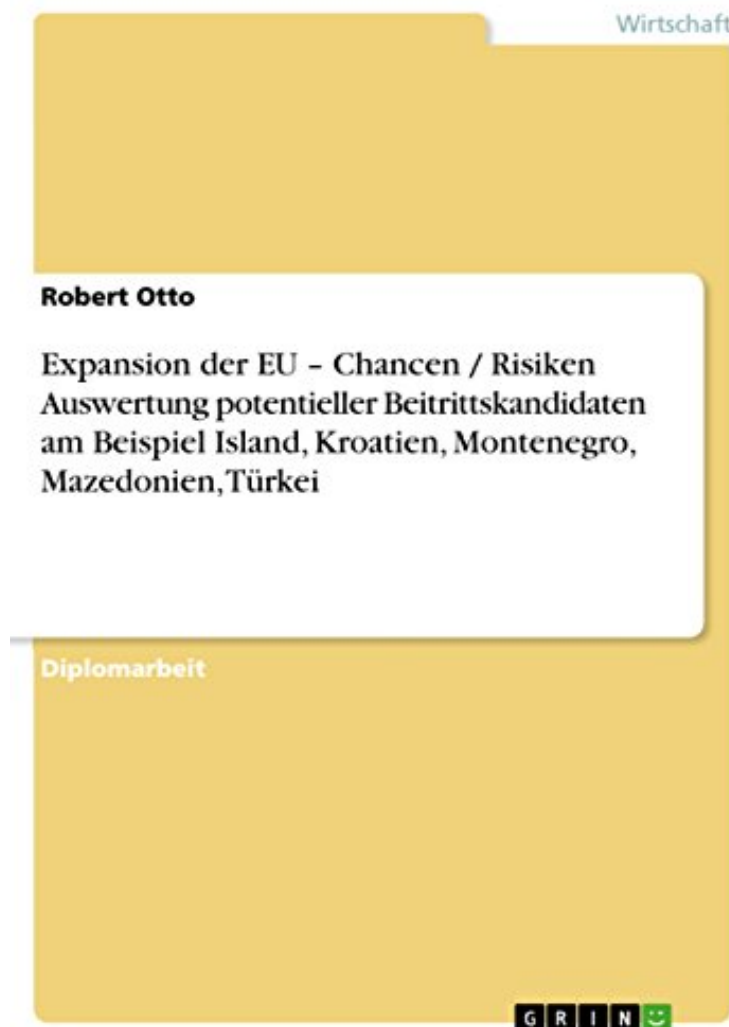 Wirtschaft
Robert Otto
Expansion der EU – Chancen / Risiken
Auswertung potentieller Beitrittskandidaten
am Beispiel Island, Kroatien, Montenegro,
Mazedonien, Türkei
Diplomarbeit
GRIN